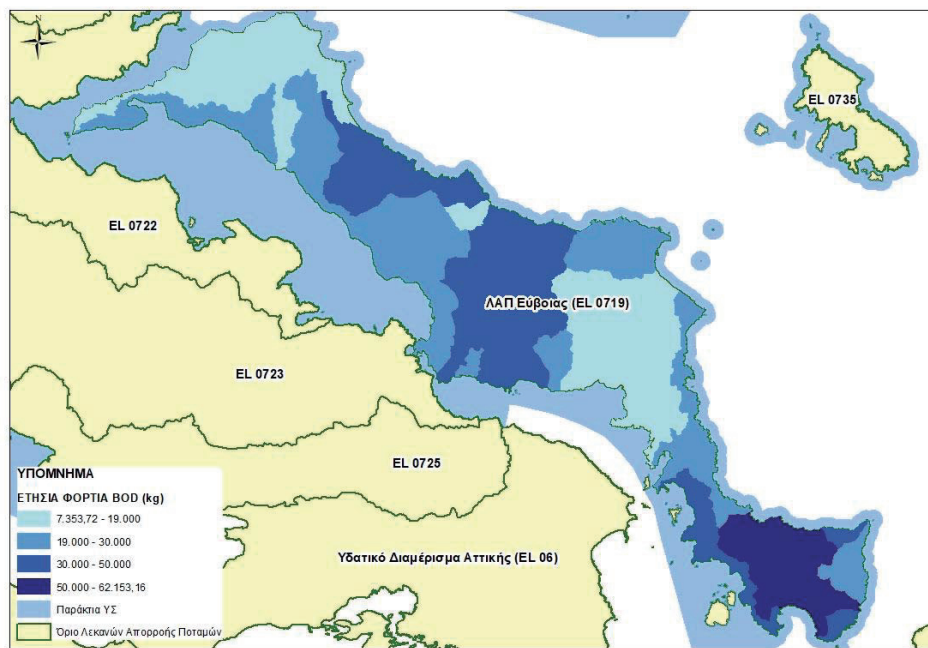 N
EL 0735
EL 0722
ΛΑΠ Εύβοιας (EL 0719)
EL 0723
EL 0725
Υδατικό Διαμέρισμα Αττικής (EL 06)
ΥΠΟΜΝΗΜΑ
ΕΤΗΣΙΑ ΦΟΡΤΙΑ BOD (kg)
7.353,72 - 19.000
19.000 - 30.000
30.000 - 50.000
50.000 - 62.153,16
Παράκτια ΥΣ
Όριο Λεκανών Απορροής Ποταμών